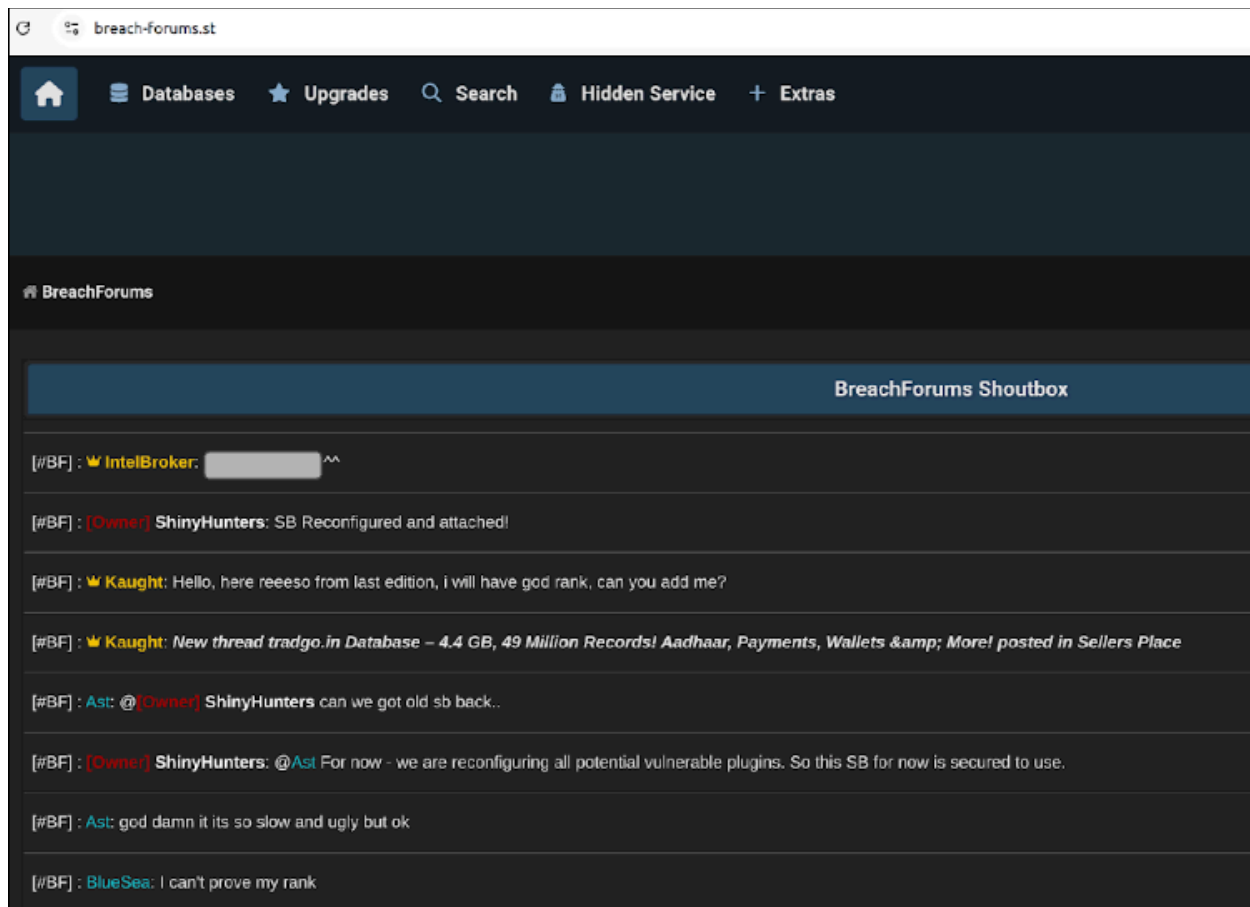 breach-forums.st
Databases Upgrades Search Hidden Service + Extras
BreachForums
BreachForums Shoutbox
[#BF] : IntelBroker: ^^
[#BF] : [Owner] ShinyHunters: SB Reconfigured and attached!
[#BF] : Kaught: Hello, here reeeso from last edition, i will have god rank, can you add me?
[#BF] : Kaught: New thread tradgo.in Database – 4.4 GB, 49 Million Records! Aadhaar, Payments, Wallets &amp; More! posted in Sellers Place
[#BF] : Ast: @[Owner] ShinyHunters can we got old sb back..
[#BF] : [Owner] ShinyHunters: @Ast For now - we are reconfiguring all potential vulnerable plugins. So this SB for now is secured to use.
[#BF] : Ast: god damn it its so slow and ugly but ok
[#BF] : BlueSea: I can't prove my rank